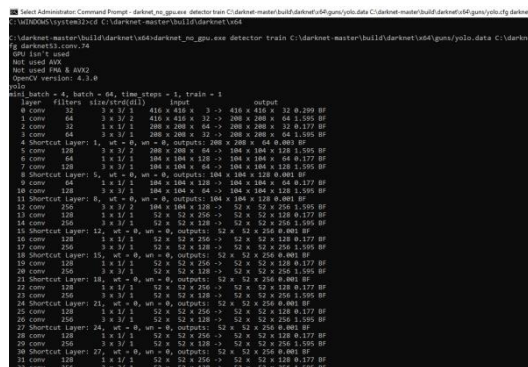 Select Administrator: Command Prompt - darknet_no_gpu.exe detector train C:\darknet-master\build\darknet\x64\guns/yolo.data C:\darknet-master\build\darknet\x64\guns/yolo.cfg darkne
C:\WINDOWS\system32>cd C:\darknet-master\build\darknet\x64
C:\darknet-master\build\darknet\x64>darknet_no_gpu.exe detector train C:\darknet-master\build\darknet\x64\guns/yolo.data C:\darkn
fg darknet53.conv.74
GPU isn't used
Not used AVX
Not used FMA & AVX2
OpenCV version: 4.3.0
yolo
mini_batch = 4, batch = 64, time_steps = 1, train = 1
layer filters size/strd(dil) input output
0 conv 32 3 x 3/ 1 416 x 416 x 3 -> 416 x 416 x 32 0.299 BF
1 conv 64 3 x 3/ 2 416 x 416 x 32 -> 208 x 208 x 64 1.595 BF
2 conv 32 1 x 1/ 1 208 x 208 x 64 -> 208 x 208 x 32 0.177 BF
3 conv 64 3 x 3/ 1 208 x 208 x 32 -> 208 x 208 x 64 1.595 BF
4 Shortcut Layer: 1, wt = 0, wn = 0, outputs: 208 x 208 x 64 0.003 BF
5 conv 128 3 x 3/ 2 208 x 208 x 64 -> 104 x 104 x 128 1.595 BF
6 conv 64 1 x 1/ 1 104 x 104 x 128 -> 104 x 104 x 64 0.177 BF
7 conv 128 3 x 3/ 1 104 x 104 x 64 -> 104 x 104 x 128 1.595 BF
8 Shortcut Layer: 5, wt = 0, wn = 0, outputs: 104 x 104 x 128 0.001 BF
9 conv 64 1 x 1/ 1 104 x 104 x 128 -> 104 x 104 x 64 0.177 BF
10 conv 128 3 x 3/ 1 104 x 104 x 64 -> 104 x 104 x 128 1.595 BF
11 Shortcut Layer: 8, wt = 0, wn = 0, outputs: 104 x 104 x 128 0.001 BF
12 conv 256 3 x 3/ 2 104 x 104 x 128 -> 52 x 52 x 256 1.595 BF
13 conv 128 1 x 1/ 1 52 x 52 x 256 -> 52 x 52 x 128 0.177 BF
14 conv 256 3 x 3/ 1 52 x 52 x 128 -> 52 x 52 x 256 1.595 BF
15 Shortcut Layer: 12, wt = 0, wn = 0, outputs: 52 x 52 x 256 0.001 BF
16 conv 128 1 x 1/ 1 52 x 52 x 256 -> 52 x 52 x 128 0.177 BF
17 conv 256 3 x 3/ 1 52 x 52 x 128 -> 52 x 52 x 256 1.595 BF
18 Shortcut Layer: 15, wt = 0, wn = 0, outputs: 52 x 52 x 256 0.001 BF
19 conv 128 1 x 1/ 1 52 x 52 x 256 -> 52 x 52 x 128 0.177 BF
20 conv 256 3 x 3/ 1 52 x 52 x 128 -> 52 x 52 x 256 1.595 BF
21 Shortcut Layer: 18, wt = 0, wn = 0, outputs: 52 x 52 x 256 0.001 BF
22 conv 128 1 x 1/ 1 52 x 52 x 256 -> 52 x 52 x 128 0.177 BF
23 conv 256 3 x 3/ 1 52 x 52 x 128 -> 52 x 52 x 256 1.595 BF
24 Shortcut Layer: 21, wt = 0, wn = 0, outputs: 52 x 52 x 256 0.001 BF
25 conv 128 1 x 1/ 1 52 x 52 x 256 -> 52 x 52 x 128 0.177 BF
26 conv 256 3 x 3/ 1 52 x 52 x 128 -> 52 x 52 x 256 1.595 BF
27 Shortcut Layer: 24, wt = 0, wn = 0, outputs: 52 x 52 x 256 0.001 BF
28 conv 128 1 x 1/ 1 52 x 52 x 256 -> 52 x 52 x 128 0.177 BF
29 conv 256 3 x 3/ 1 52 x 52 x 128 -> 52 x 52 x 256 1.595 BF
30 Shortcut Layer: 27, wt = 0, wn = 0, outputs: 52 x 52 x 256 0.001 BF
31 conv 128 1 x 1/ 1 52 x 52 x 256 -> 52 x 52 x 128 0.177 BF